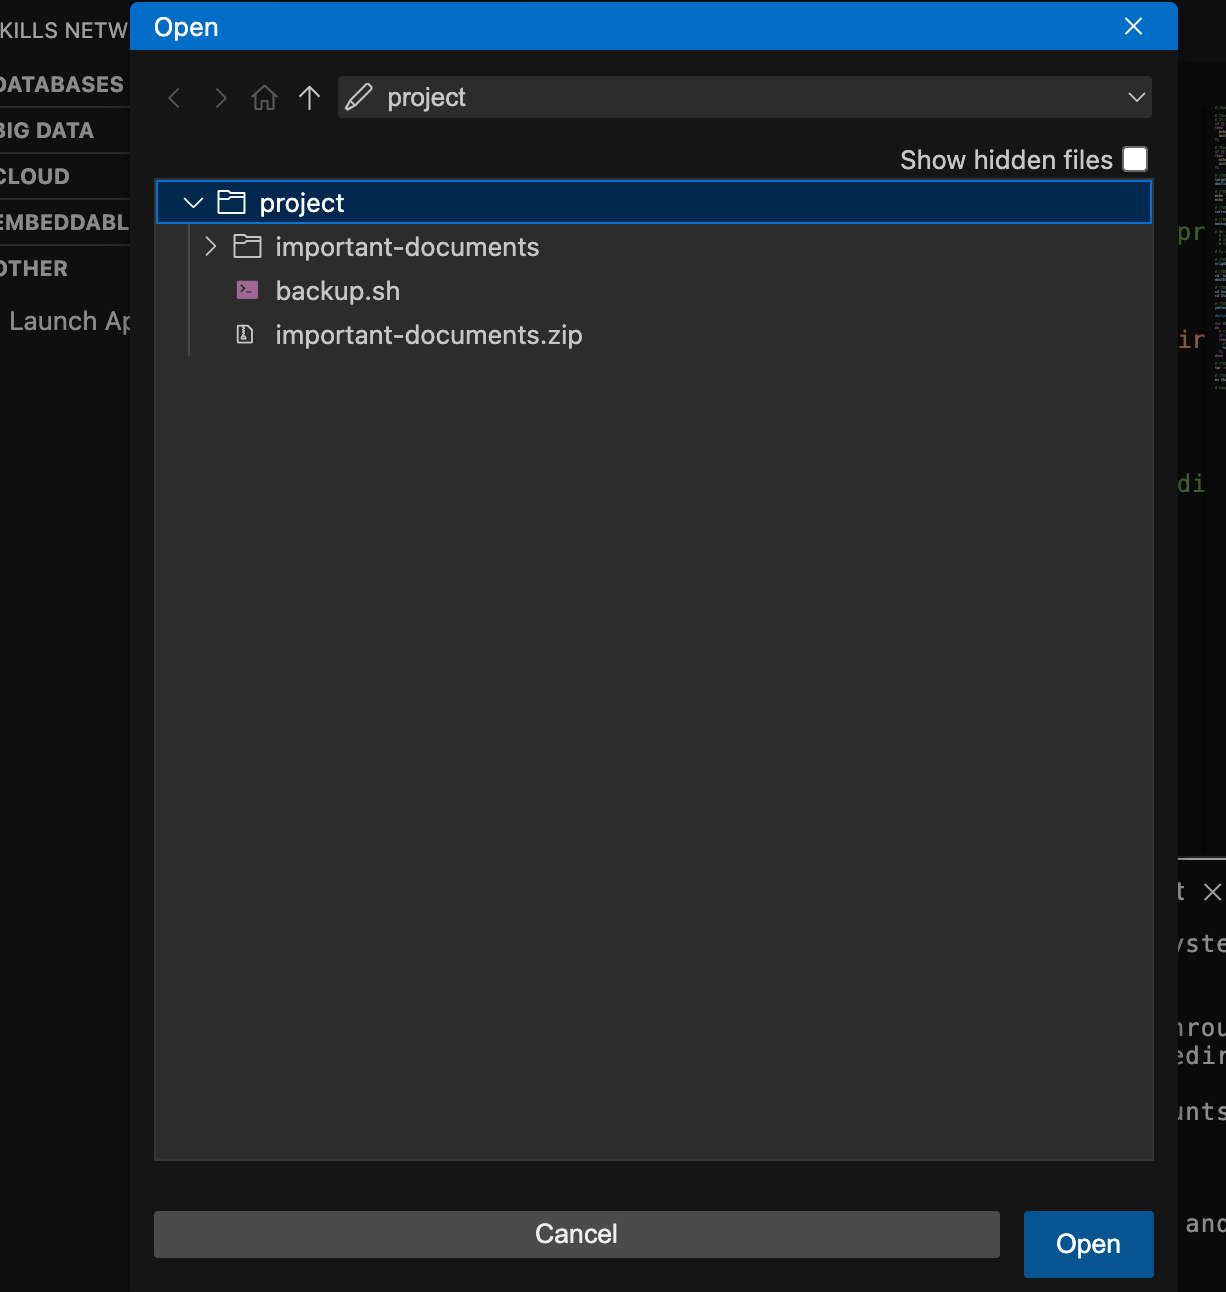 Open
project
Show hidden files
project
important-documents
backup.sh
important-documents.zip
Cancel
Open
KILLS NETW
DATABASES
BIG DATA
CLOUD
EMBEDDABL
OTHER
Launch Ap
pr
ir
di
t
yste
hrou
edir
unts
and